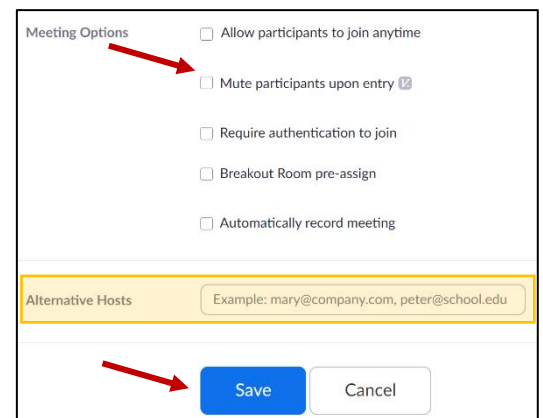 Meeting Options
Allow participants to join anytime
Mute participants upon entry
Require authentication to join
Breakout Room pre-assign
Automatically record meeting
Alternative Hosts
Example: mary@company.com, peter@school.edu
Save
Cancel